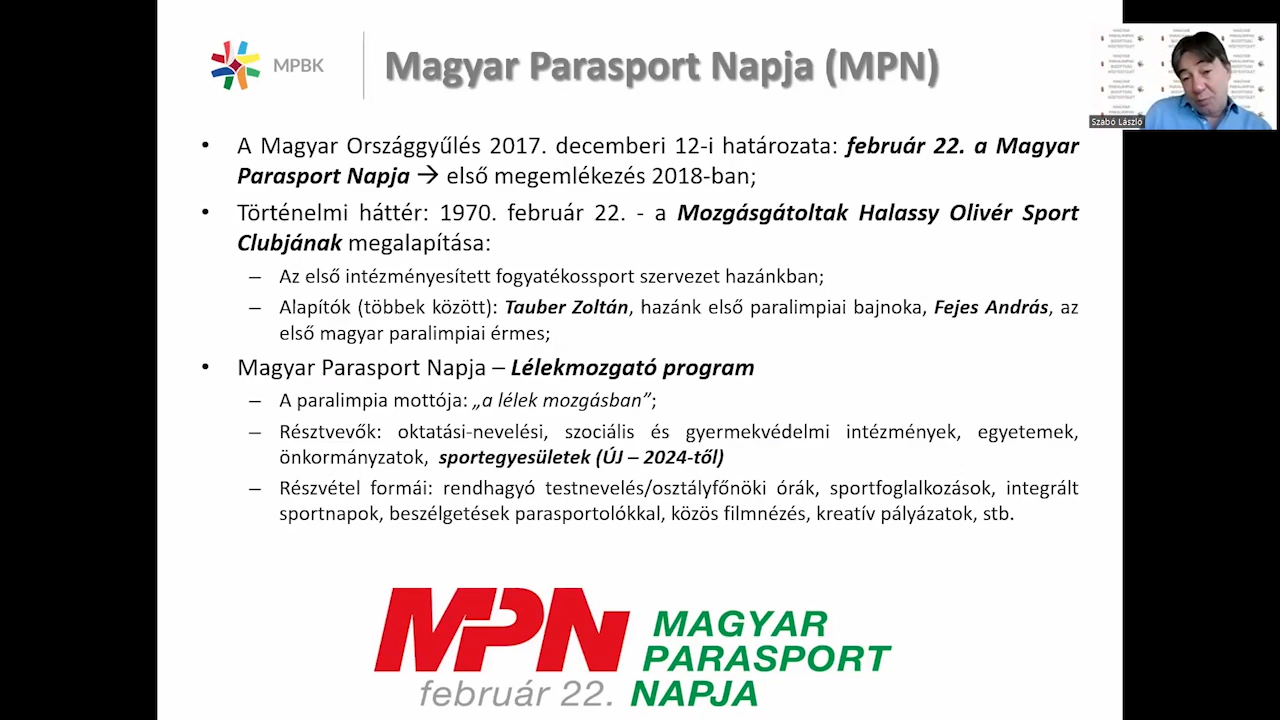 MPBK
Magyar Parasport Napja (MPN)
• A Magyar Országgyűlés 2017. decemberi 12-i határozata: február 22. a Magyar
Parasport Napja → első megemlékezés 2018-ban;
• Történelmi háttér: 1970. február 22. - a Mozgásgátoltak Halassy Olivér Sport
Clubjának megalapítása:
– Az első intézményesített fogyatékossport szervezet hazánkban;
– Alapítók (többek között): Tauber Zoltán, hazánk első paralimpiai bajnoka, Fejes András, az
első magyar paralimpiai érmes;
• Magyar Parasport Napja – Lélekmozgató program
– A paralimpia mottója: „a lélek mozgásban”;
– Résztvevők: oktatási-nevelési, szociális és gyermekvédelmi intézmények, egyetemek,
önkormányzatok, sportegyesületek (ÚJ – 2024-től)
– Részvétel formái: rendhagyó testnevelés/osztályfőnöki órák, sportfoglalkozások, integrált
sportnapok, beszélgetések parasportolókkal, közös filmnézés, kreatív pályázatok, stb.
MPN
február 22.
MAGYAR
PARASPORT
NAPJA
Szabó László